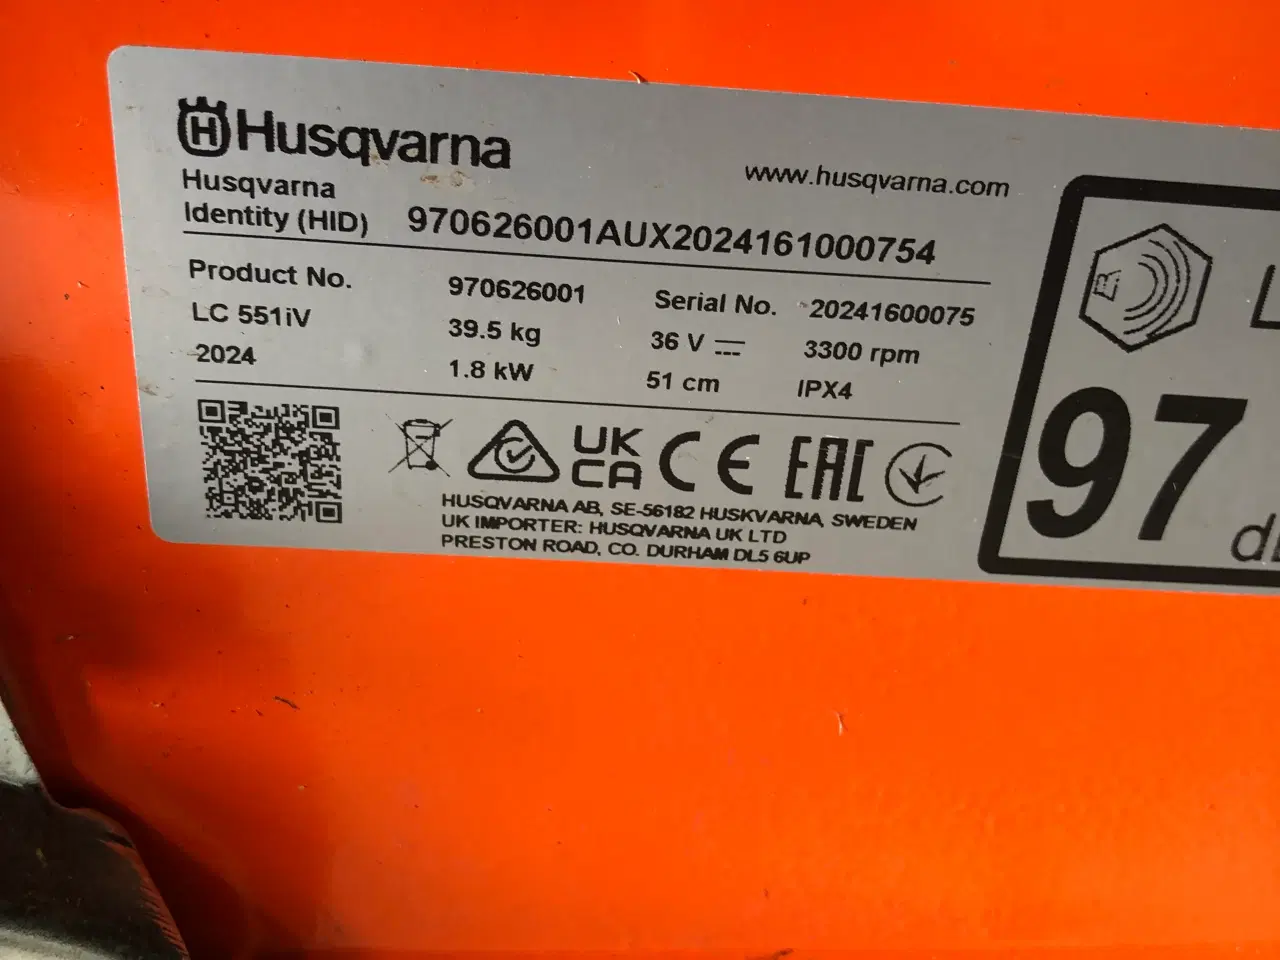 Husqvarna
www.husqvarna.com
Husqvarna
Identity (HID) 970626001AUX2024161000754
Product No. 970626001 Serial No. 20241600075
LC 551iV 39.5 kg 36 V 3300 rpm
2024 1.8 kW 51 cm IPX4
UK
CA CE EAC
HUSQVARNA AB, SE-56182 HUSKVARNA, SWEDEN
UK IMPORTER: HUSQVARNA UK LTD
PRESTON ROAD, CO. DURHAM DL5 6UP
97